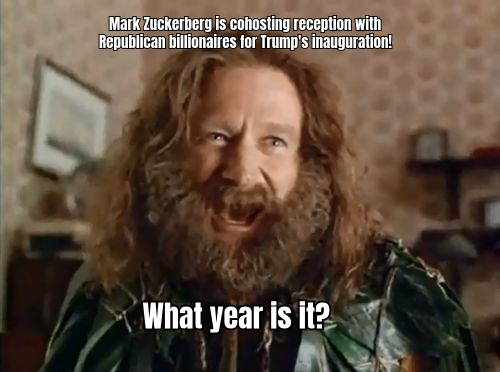 Mark Zuckerberg is cohosting reception with
Republican billionaires for Trump's inauguration!
What year is it?